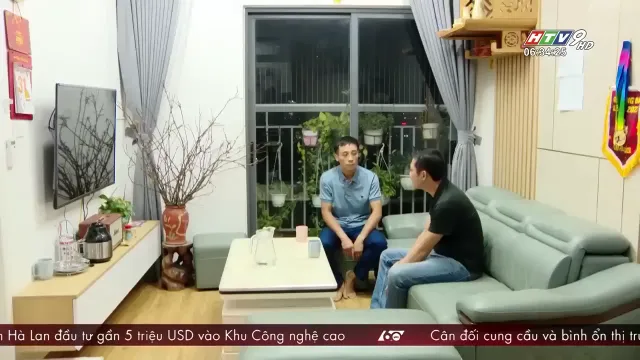 HTV9 HD
06:34:25
n Hà Lan đầu tư gần 5 triệu USD vào Khu Công nghệ cao
Cân đối cung cầu và bình ổn thị tr